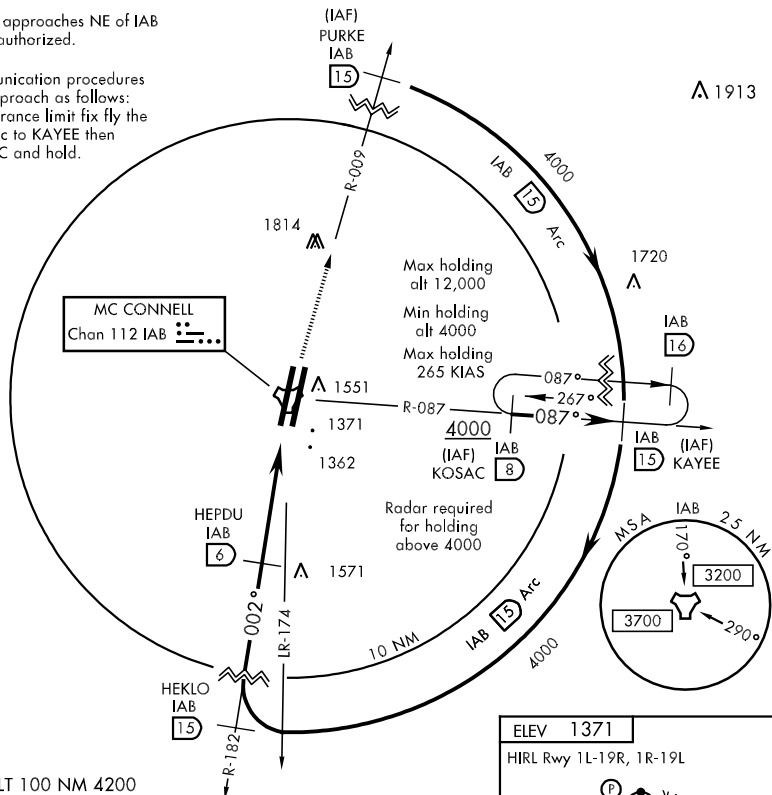 approaches NE of IAB
uthorized.
unication procedures
proach as follows:
rance limit fix fly the
c to KAYEE then
C and hold.
(IAF)
PURKE
IAB
15
1913
R-009
IAB 15 Arc
4000
1814
1720
Max holding
alt 12,000
Min holding
alt 4000
Max holding
265 KIAS
MC CONNELL
Chan 112 IAB
IAB
16
087°
267°
087°
R-087
1551
1371
1362
4000
(IAF)
KOSAC
IAB
8
IAB
15
(IAF)
KAYEE
Radar required
for holding
above 4000
HEPDU
IAB
6
1571
002°
LR-174
10 NM
IAB 15 Arc
4000
MSA IAB 25 NM
170°
3200
3700
290°
HEKLO
IAB
15
R-182
LT 100 NM 4200
ELEV 1371
HIRL Rwy 1L-19R, 1R-19L
P